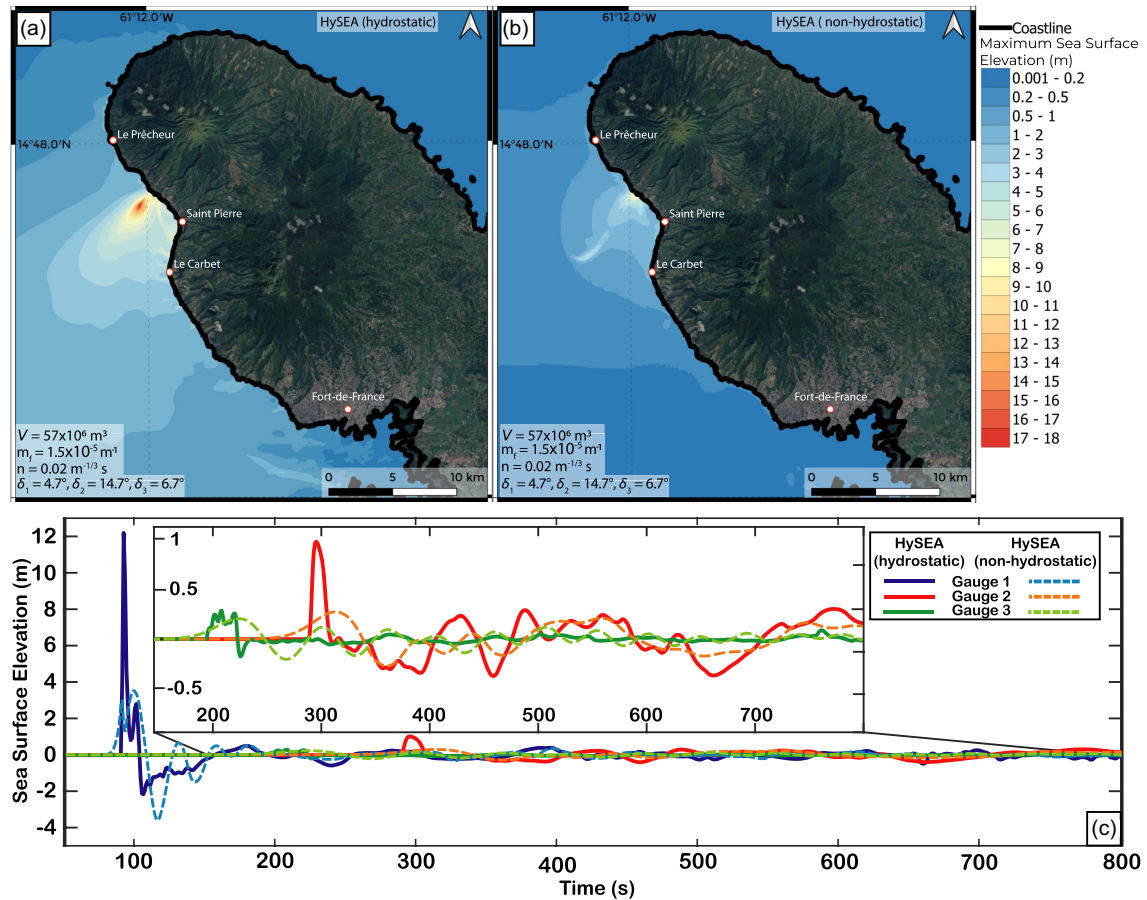 (a)
61°12.0'W
HySEA (hydrostatic)
14°48.0'N
Le Prêcheur
Saint Pierre
Le Carbet
Fort-de-France
V = 57x10⁶ m³
m_f = 1.5x10⁻⁵ m⁻¹
n = 0.02 m⁻¹/³ s
δ₁ = 4.7°, δ₂ = 14.7°, δ₃ = 6.7°
0 5 10 km
(b)
61°12.0'W
HySEA ( non-hydrostatic)
14°48.0'N
Le Prêcheur
Saint Pierre
Le Carbet
Fort-de-France
V = 57x10⁶ m³
m_f = 1.5x10⁻⁵ m⁻¹
n = 0.02 m⁻¹/³ s
δ₁ = 4.7°, δ₂ = 14.7°, δ₃ = 6.7°
0 5 10 km
Coastline
Maximum Sea Surface
Elevation (m)
0.001 - 0.2
0.2 - 0.5
0.5 - 1
1 - 2
2 - 3
3 - 4
4 - 5
5 - 6
6 - 7
7 - 8
8 - 9
9 - 10
10 - 11
11 - 12
12 - 13
13 - 14
14 - 15
15 - 16
16 - 17
17 - 18
Sea Surface Elevation (m)
12
10
8
6
4
2
0
-2
-4
1
0.5
-0.5
200 300 400 500 600 700
HySEA HySEA
(hydrostatic) (non-hydrostatic)
Gauge 1
Gauge 2
Gauge 3
(c)
100 200 300 400 500 600 700 800
Time (s)